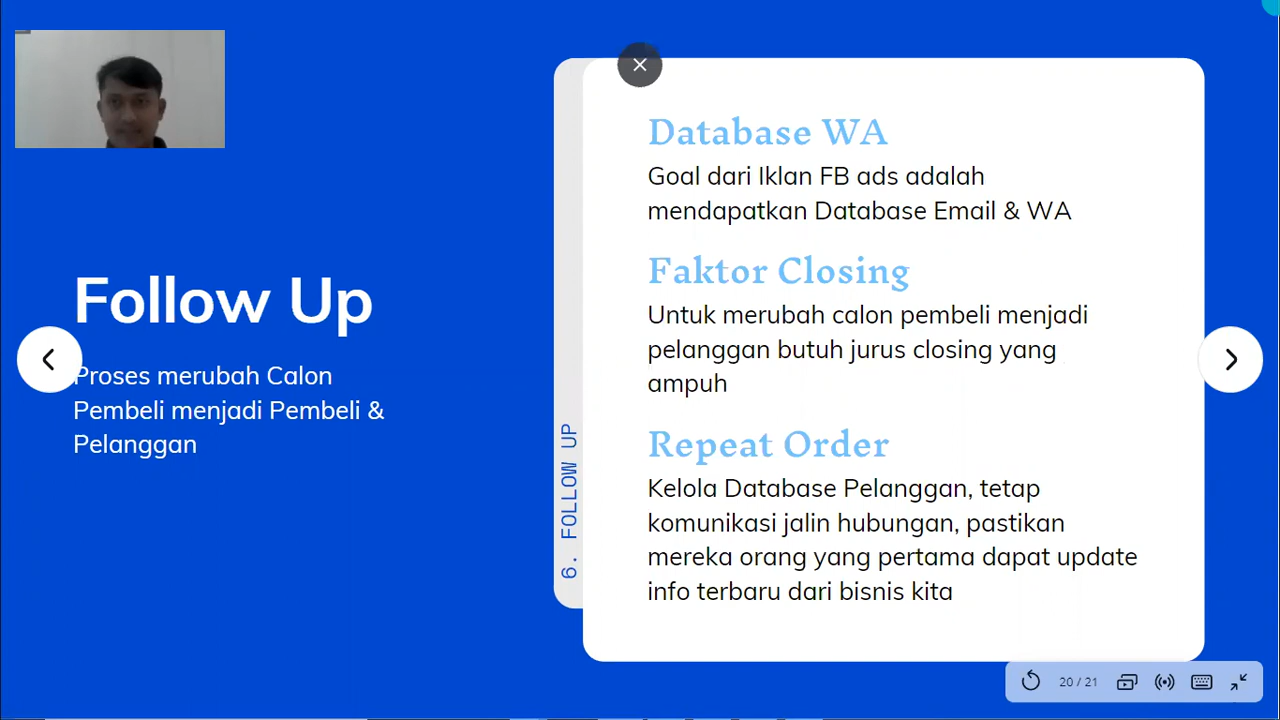 Follow Up
Proses merubah Calon
Pembeli menjadi Pembeli &
Pelanggan
6. FOLLOW UP
Database WA
Goal dari Iklan FB ads adalah
mendapatkan Database Email & WA
Faktor Closing
Untuk merubah calon pembeli menjadi
pelanggan butuh jurus closing yang
ampuh
Repeat Order
Kelola Database Pelanggan, tetap
komunikasi jalin hubungan, pastikan
mereka orang yang pertama dapat update
info terbaru dari bisnis kita
20 / 21